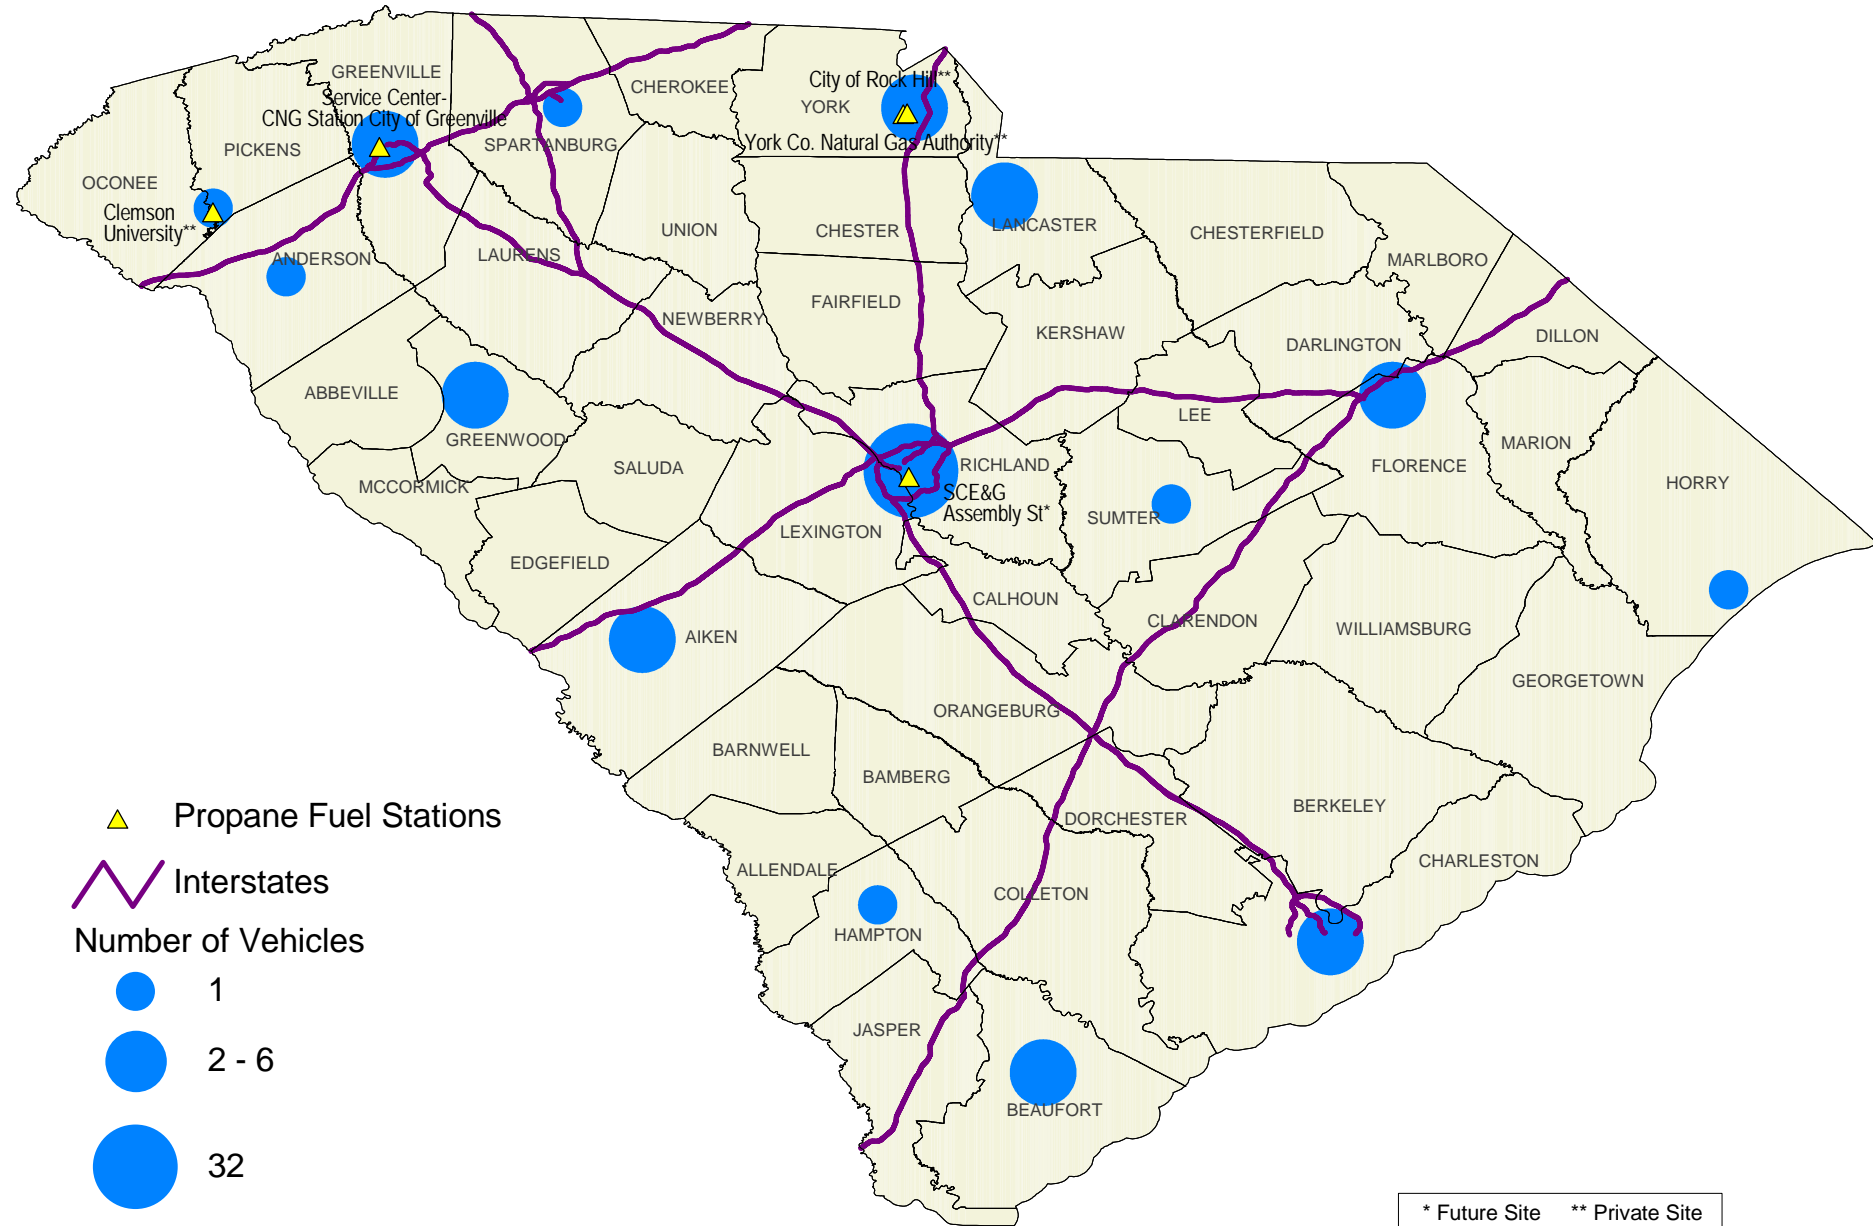 GREENVILLE
Service Center-
CNG Station City of Greenville
PICKENS
OCONEE
Clemson
University**
ANDERSON
SPARTANBURG
CHEROKEE
City of Rock Hill**
YORK
York Co. Natural Gas Authority**
UNION
CHESTER
LANCASTER
CHESTERFIELD
MARLBORO
LAURENS
FAIRFIELD
NEWBERRY
KERSHAW
DARLINGTON
DILLON
ABBEVILLE
GREENWOOD
LEE
MARION
SALUDA
RICHLAND
FLORENCE
HORRY
MCCORMICK
SCE&G
Assembly St*
SUMTER
LEXINGTON
EDGEFIELD
CALHOUN
CLARENDON
WILLIAMSBURG
AIKEN
GEORGETOWN
ORANGEBURG
BARNWELL
BAMBERG
BERKELEY
DORCHESTER
CHARLESTON
ALLENDALE
COLLETON
HAMPTON
JASPER
BEAUFORT
Propane Fuel Stations
Interstates
Number of Vehicles
1
2 - 6
32
* Future Site ** Private Site